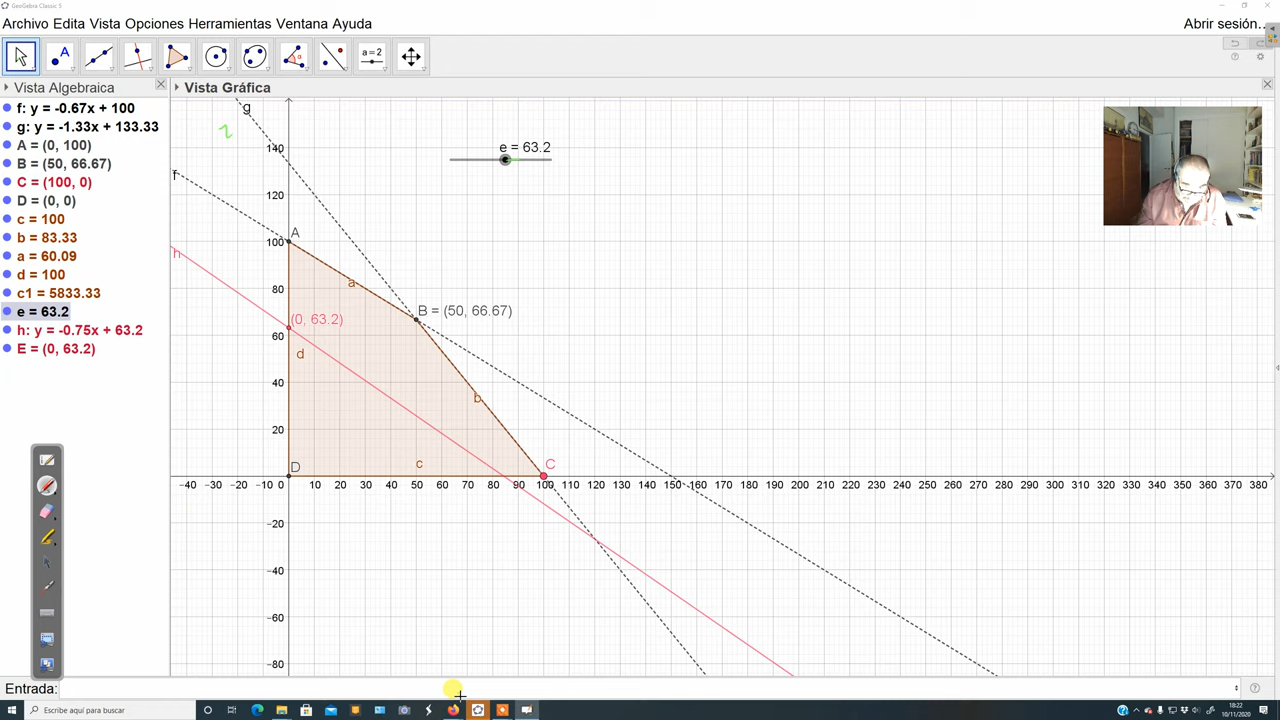 GeoGebra Classic 5
Archivo Edita Vista Opciones Herramientas Ventana Ayuda
Abrir sesión...
A
a=2
Vista Algebraica
Vista Gráfica
f: y = -0.67x + 100
g: y = -1.33x + 133.33
A = (0, 100)
B = (50, 66.67)
C = (100, 0)
D = (0, 0)
c = 100
b = 83.33
a = 60.09
d = 100
c1 = 5833.33
e = 63.2
h: y = -0.75x + 63.2
E = (0, 63.2)
g
2
e = 63.2
140
f
120
A
100
h
a
80
B = (50, 66.67)
(0, 63.2)
60
d
40
b
20
D
c
C
-40 -30 -20 -10 0 10 20 30 40 50 60 70 80 90 100 110 120 130 140 150 160 170 180 190 200 210 220 230 240 250 260 270 280 290 300 310 320 330 340 350 360 370 380
-20
-40
-60
-80
Entrada:
Escribe aquí para buscar
18:22
10/11/2020